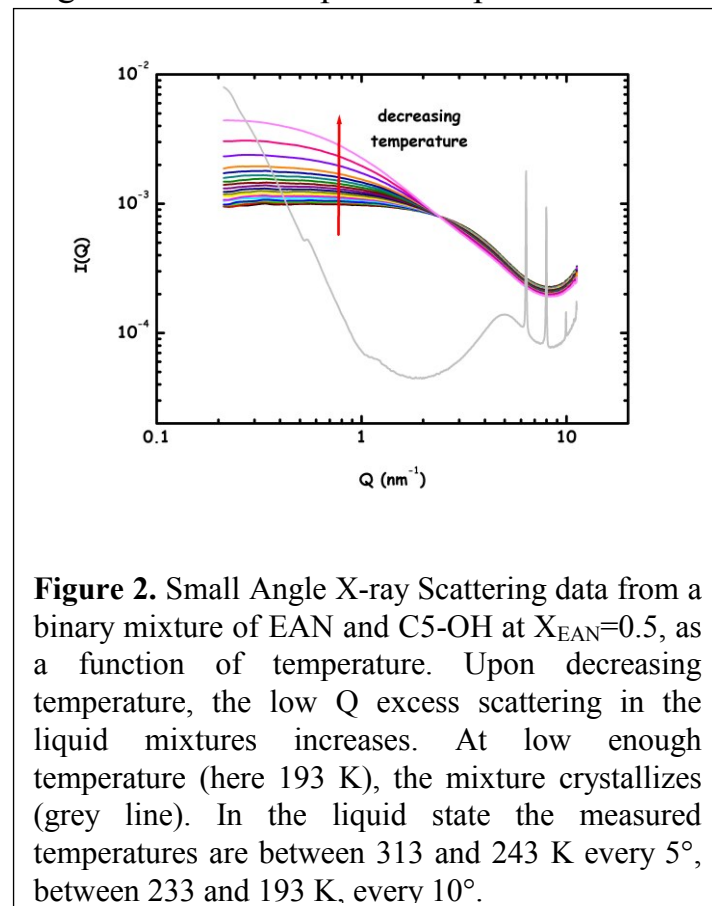 10⁻²
decreasing
temperature
10⁻³
I(Q)
10⁻⁴
0.1 1 10
Q (nm⁻¹)
Figure 2. Small Angle X-ray Scattering data from a
binary mixture of EAN and C5-OH at X_EAN=0.5, as
a function of temperature. Upon decreasing
temperature, the low Q excess scattering in the
liquid mixtures increases. At low enough
temperature (here 193 K), the mixture crystallizes
(grey line). In the liquid state the measured
temperatures are between 313 and 243 K every 5°,
between 233 and 193 K, every 10°.